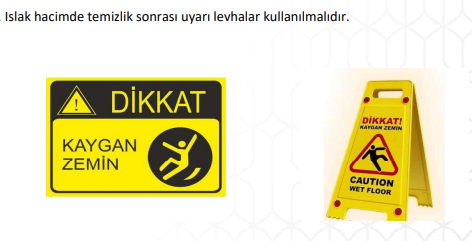 . Islak hacimde temizlik sonrası uyarı levhalar kullanılmalıdır.
DİKKAT
KAYGAN
ZEMİN
DİKKAT!
KAYGAN ZEMİN
CAUTION
WET FLOOR